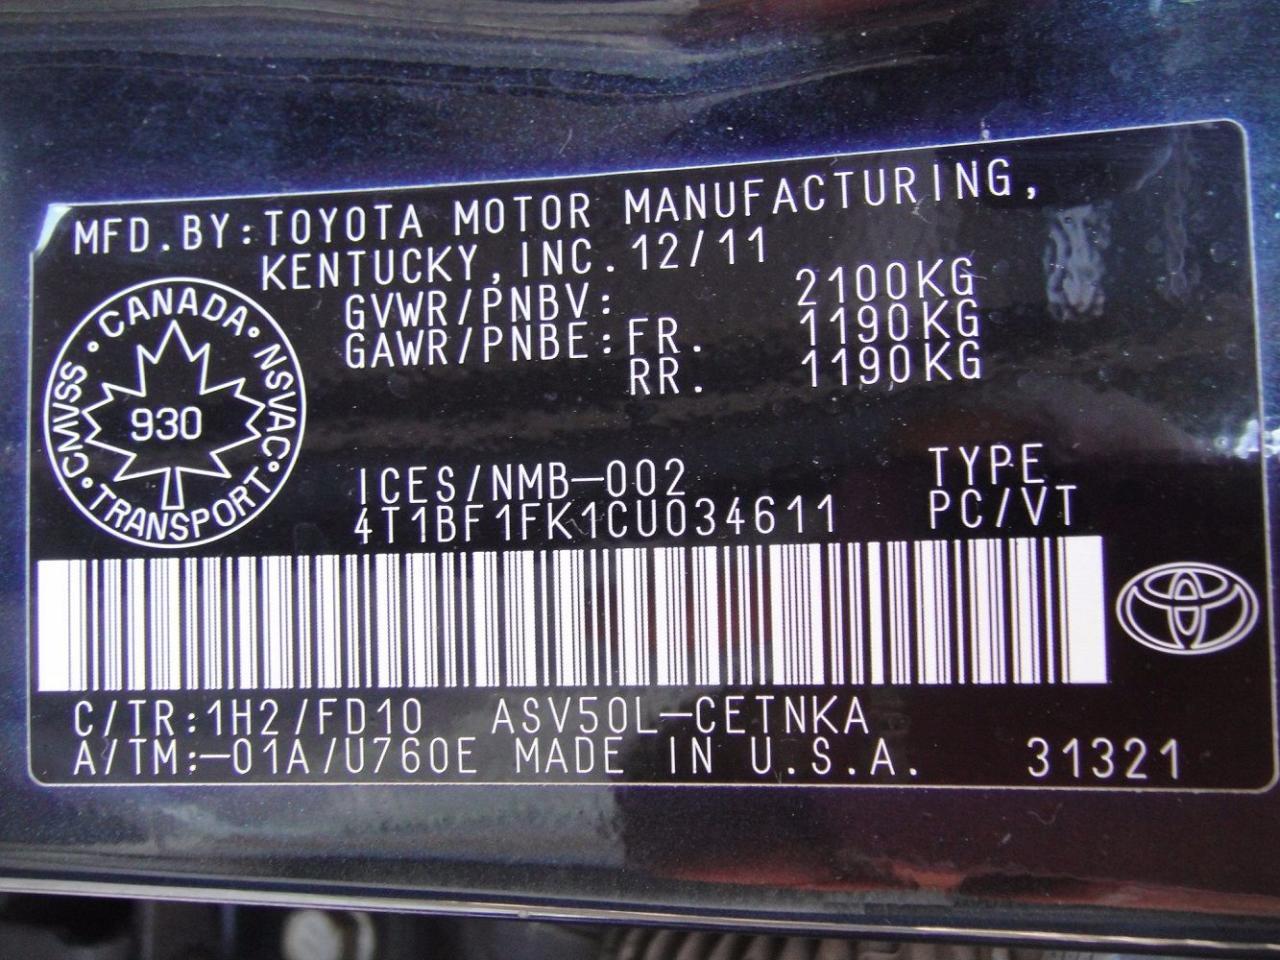 MFD.BY:TOYOTA MOTOR MANUFACTURING,
KENTUCKY, INC. 12/11
GVWR/PNBV: 2100KG
GAWR/PNBE:FR. 1190KG
RR. 1190KG
CMVSS · CANADA · NSVAC · TRANSPORT ·
930
ICES/NMB-002 TYPE
4T1BF1FK1CU034611 PC/VT
C/TR:1H2/FD10 ASV50L-CETNKA
A/TM:-01A/U760E MADE IN U.S.A. 31321